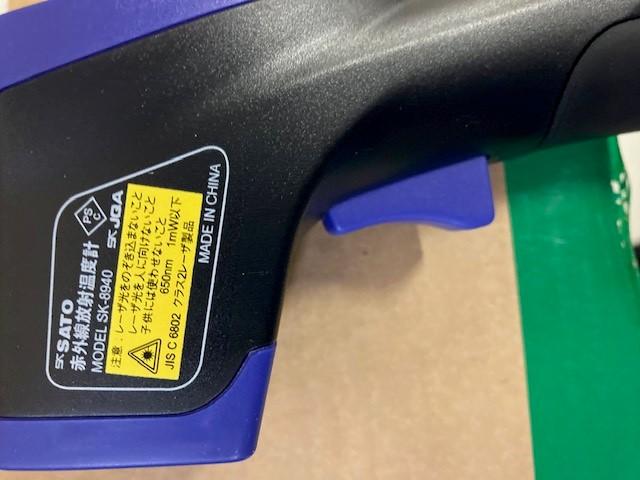 SK SATO
赤外線放射温度計
MODEL SK-8940
PS C
SK JQA
注意:レーザ光をのぞき込まないこと
レーザ光を人に向けないこと
子供には使わせないこと
650nm 1mW以下
JIS C 6802 クラス2レーザ製品
MADE IN CHINA